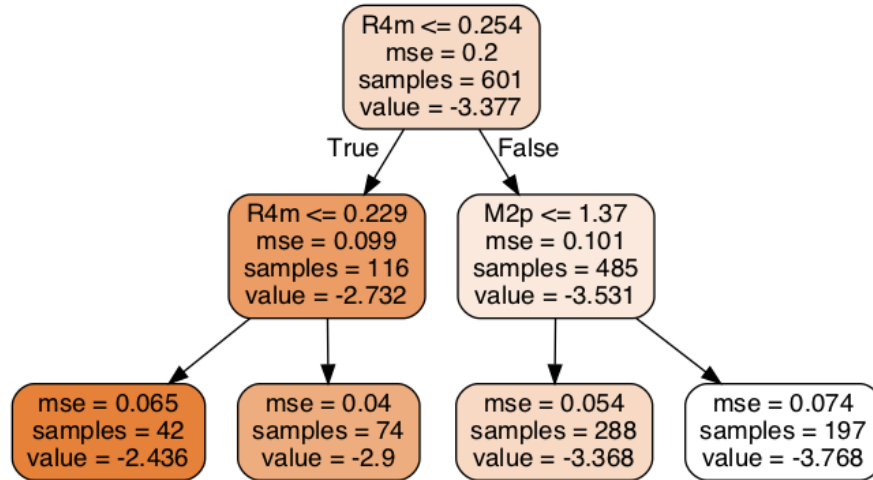 R4m <= 0.254
mse = 0.2
samples = 601
value = -3.377
True
False
R4m <= 0.229
mse = 0.099
samples = 116
value = -2.732
M2p <= 1.37
mse = 0.101
samples = 485
value = -3.531
mse = 0.065
samples = 42
value = -2.436
mse = 0.04
samples = 74
value = -2.9
mse = 0.054
samples = 288
value = -3.368
mse = 0.074
samples = 197
value = -3.768